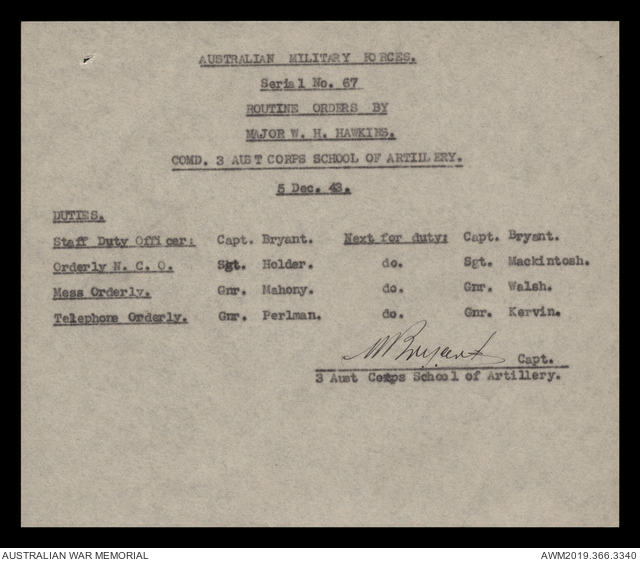 AUSTRALIAN MILITARY FORCES.
Serial No. 67
ROUTINE ORDERS BY
MAJOR W. H. HAWKINS.
COMD. 3 AUST CORPS SCHOOL OF ARTILLERY.
5 Dec. 43.
DUTIES.
Staff Duty Officer: Capt. Bryant. Next for duty: Capt. Bryant.
Orderly N. C. O. Sgt. Holder. do. Sgt. Mackintosh.
Mess Orderly. Gnr. Mahony. do. Gnr. Walsh.
Telephone Orderly. Gnr. Perlman. do. Gnr. Kervin.
Bryant Capt.
3 Aust Corps School of Artillery.
AUSTRALIAN WAR MEMORIAL AWM2019.366.3340